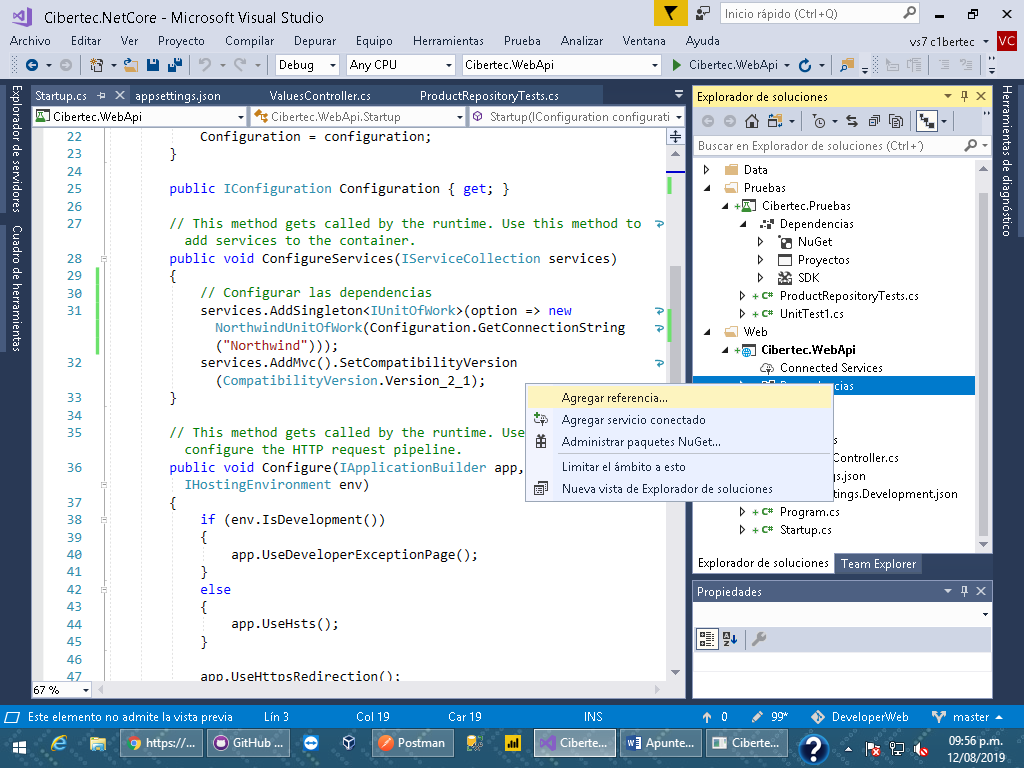 Cibertec.NetCore - Microsoft Visual Studio
Inicio rápido (Ctrl+Q)
Archivo Editar Ver Proyecto Compilar Depurar Equipo Herramientas Prueba Analizar Ventana Ayuda
vs7 c1bertec VC
Debug Any CPU Cibertec.WebApi Cibertec.WebApi
Explorador de servidores
Cuadro de herramientas
Startup.cs appsettings.json ValuesController.cs ProductRepositoryTests.cs
Cibertec.WebApi Cibertec.WebApi.Startup Startup(IConfiguration configurati
22 Configuration = configuration;
23 }
24
25 public IConfiguration Configuration { get; }
26
27 // This method gets called by the runtime. Use this method to
add services to the container.
28 public void ConfigureServices(IServiceCollection services)
29 {
30 // Configurar las dependencias
31 services.AddSingleton<IUnitOfWork>(option => new
NorthwindUnitOfWork(Configuration.GetConnectionString
("Northwind")));
32 services.AddMvc().SetCompatibilityVersion
(CompatibilityVersion.Version_2_1);
33 }
34
35 // This method gets called by the runtime. Use
configure the HTTP request pipeline.
36 public void Configure(IApplicationBuilder app,
IHostingEnvironment env)
37 {
38 if (env.IsDevelopment())
39 {
40 app.UseDeveloperExceptionPage();
41 }
42 else
43 {
44 app.UseHsts();
45 }
46
47 app.UseHttpsRedirection();
67 %
Agregar referencia...
Agregar servicio conectado
Administrar paquetes NuGet...
Limitar el ámbito a esto
Nueva vista de Explorador de soluciones
Explorador de soluciones
Buscar en Explorador de soluciones (Ctrl+´)
Data
Pruebas
Cibertec.Pruebas
Dependencias
NuGet
Proyectos
SDK
ProductRepositoryTests.cs
UnitTest1.cs
Web
Cibertec.WebApi
Connected Services
cias
s
Controller.cs
gs.json
tings.Development.json
Program.cs
Startup.cs
Explorador de soluciones Team Explorer
Propiedades
Herramientas de diagnóstico
Este elemento no admite la vista previa Lín 3 Col 19 Car 19 INS 0 99* DeveloperWeb master
https://... GitHub ... Postman Ciberte... Apunte... Ciberte...
09:56 p.m.
12/08/2019